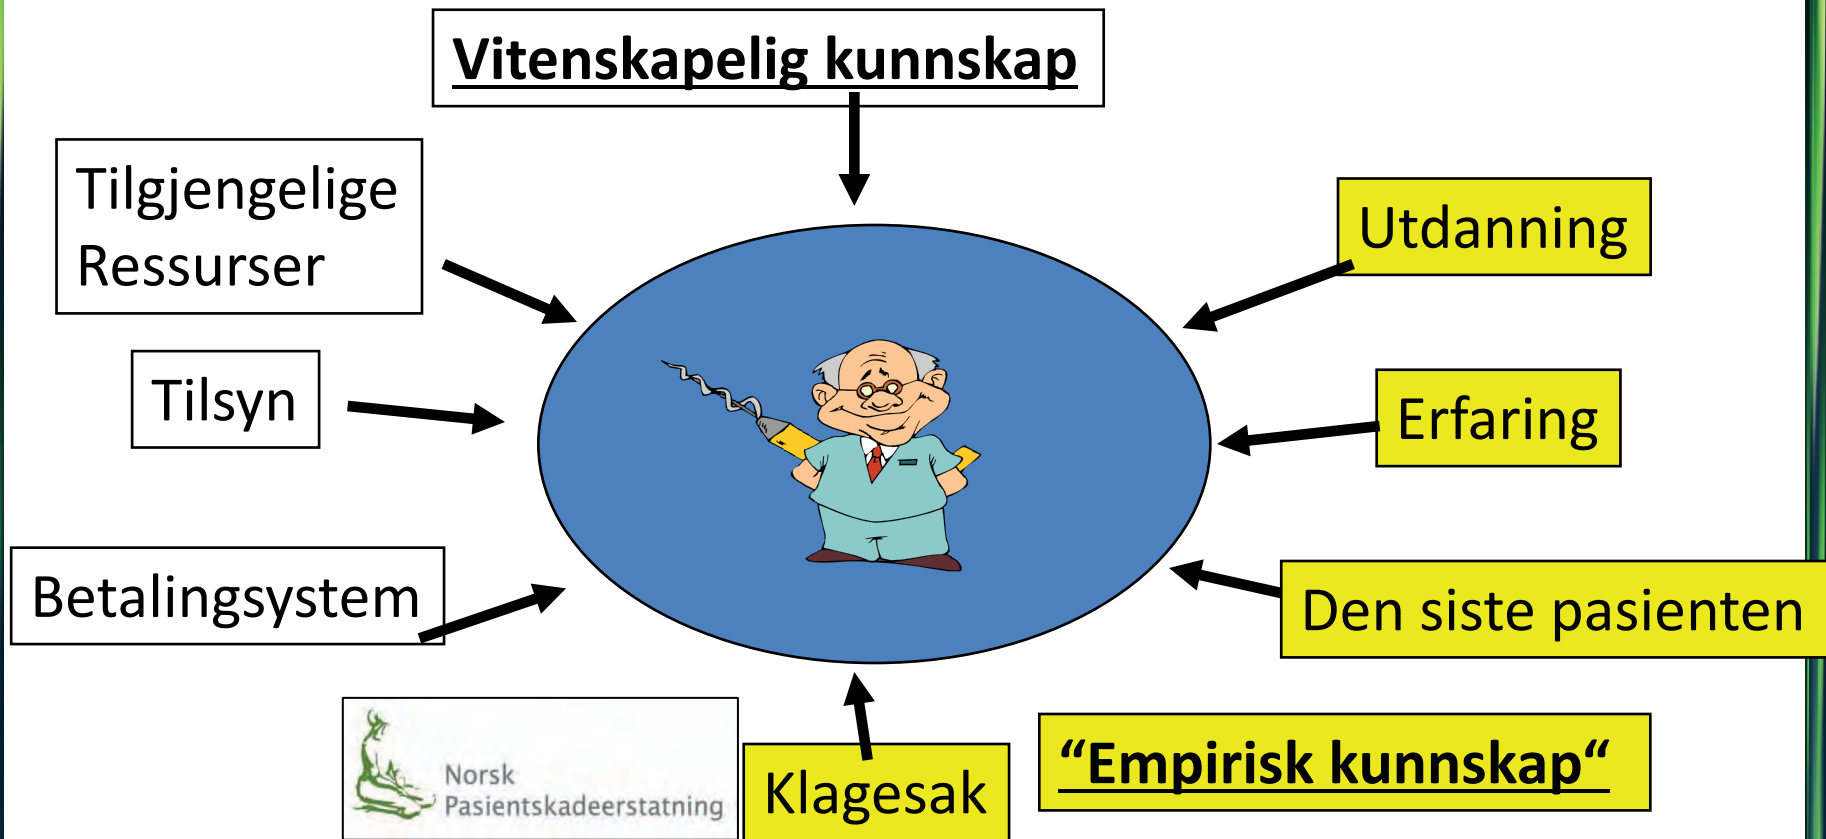 Vitenskapelig kunnskap
Tilgjengelige
Ressurser
Utdanning
Tilsyn
Erfaring
Betalingsystem
Den siste pasienten
Norsk
Pasientskadeerstatning
Klagesak
“Empirisk kunnskap“